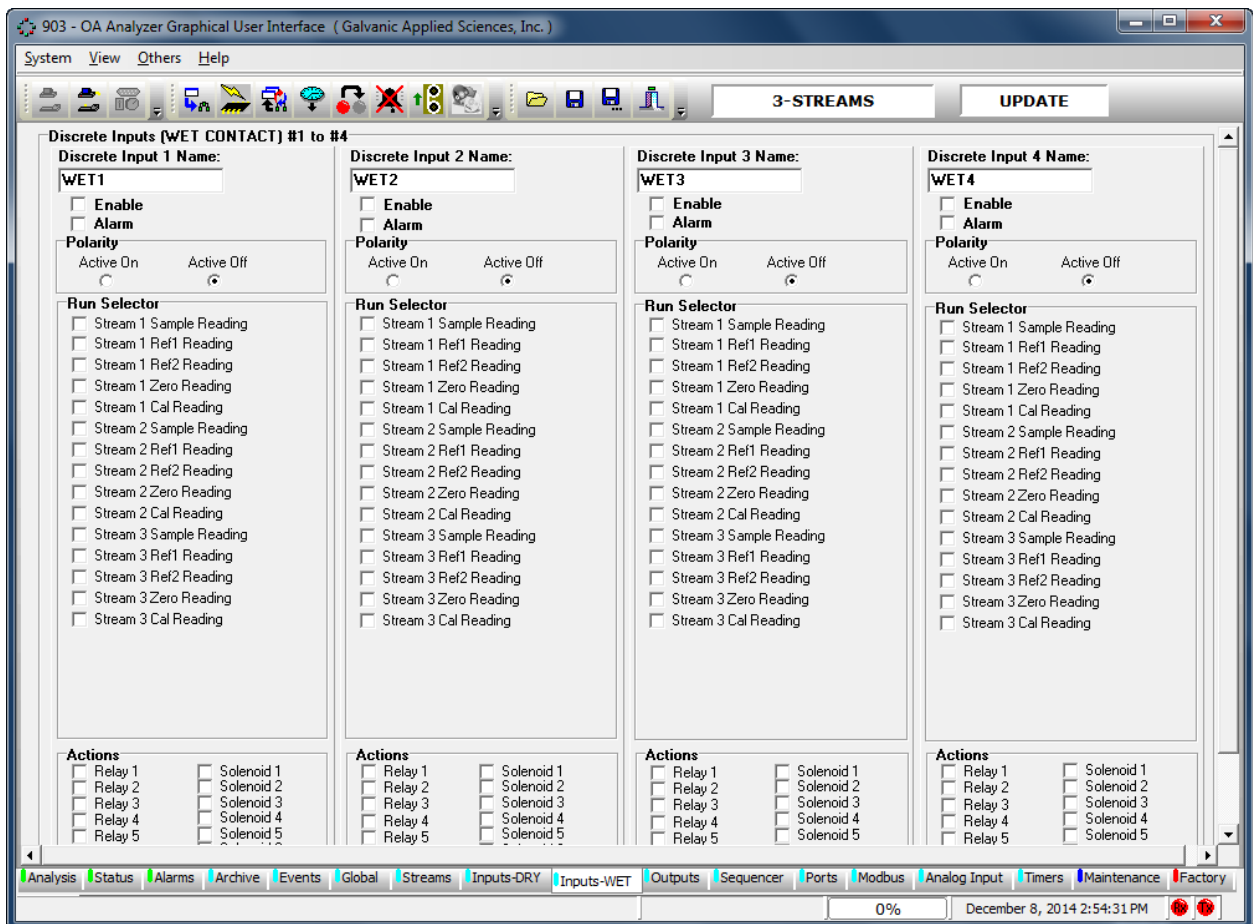 903 - OA Analyzer Graphical User Interface ( Galvanic Applied Sciences, Inc. )
System View Others Help
3-STREAMS UPDATE
Discrete Inputs (WET CONTACT) #1 to #4
Discrete Input 1 Name:
WET1
Enable
Alarm
Polarity
Active On Active Off
Run Selector
Stream 1 Sample Reading
Stream 1 Ref1 Reading
Stream 1 Ref2 Reading
Stream 1 Zero Reading
Stream 1 Cal Reading
Stream 2 Sample Reading
Stream 2 Ref1 Reading
Stream 2 Ref2 Reading
Stream 2 Zero Reading
Stream 2 Cal Reading
Stream 3 Sample Reading
Stream 3 Ref1 Reading
Stream 3 Ref2 Reading
Stream 3 Zero Reading
Stream 3 Cal Reading
Actions
Relay 1 Solenoid 1
Relay 2 Solenoid 2
Relay 3 Solenoid 3
Relay 4 Solenoid 4
Relay 5 Solenoid 5
Discrete Input 2 Name:
WET2
Enable
Alarm
Polarity
Active On Active Off
Run Selector
Stream 1 Sample Reading
Stream 1 Ref1 Reading
Stream 1 Ref2 Reading
Stream 1 Zero Reading
Stream 1 Cal Reading
Stream 2 Sample Reading
Stream 2 Ref1 Reading
Stream 2 Ref2 Reading
Stream 2 Zero Reading
Stream 2 Cal Reading
Stream 3 Sample Reading
Stream 3 Ref1 Reading
Stream 3 Ref2 Reading
Stream 3 Zero Reading
Stream 3 Cal Reading
Actions
Relay 1 Solenoid 1
Relay 2 Solenoid 2
Relay 3 Solenoid 3
Relay 4 Solenoid 4
Relay 5 Solenoid 5
Discrete Input 3 Name:
WET3
Enable
Alarm
Polarity
Active On Active Off
Run Selector
Stream 1 Sample Reading
Stream 1 Ref1 Reading
Stream 1 Ref2 Reading
Stream 1 Zero Reading
Stream 1 Cal Reading
Stream 2 Sample Reading
Stream 2 Ref1 Reading
Stream 2 Ref2 Reading
Stream 2 Zero Reading
Stream 2 Cal Reading
Stream 3 Sample Reading
Stream 3 Ref1 Reading
Stream 3 Ref2 Reading
Stream 3 Zero Reading
Stream 3 Cal Reading
Actions
Relay 1 Solenoid 1
Relay 2 Solenoid 2
Relay 3 Solenoid 3
Relay 4 Solenoid 4
Relay 5 Solenoid 5
Discrete Input 4 Name:
WET4
Enable
Alarm
Polarity
Active On Active Off
Run Selector
Stream 1 Sample Reading
Stream 1 Ref1 Reading
Stream 1 Ref2 Reading
Stream 1 Zero Reading
Stream 1 Cal Reading
Stream 2 Sample Reading
Stream 2 Ref1 Reading
Stream 2 Ref2 Reading
Stream 2 Zero Reading
Stream 2 Cal Reading
Stream 3 Sample Reading
Stream 3 Ref1 Reading
Stream 3 Ref2 Reading
Stream 3 Zero Reading
Stream 3 Cal Reading
Actions
Relay 1 Solenoid 1
Relay 2 Solenoid 2
Relay 3 Solenoid 3
Relay 4 Solenoid 4
Relay 5 Solenoid 5
Analysis Status Alarms Archive Events Global Streams Inputs-DRY Inputs-WET Outputs Sequencer Ports Modbus Analog Input Timers Maintenance Factory
0% December 8, 2014 2:54:31 PM Rx Tx